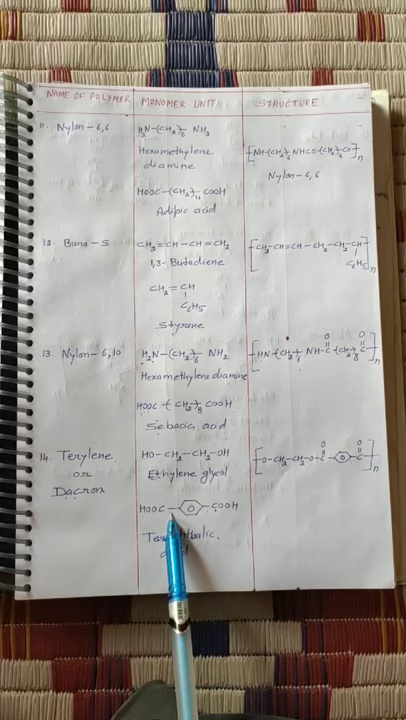 NAME OF POLYMER MONOMER UNIT STRUCTURE
11. Nylon-6,6
H₂N-(CH₂)₆ NH₂
Hexamethylene
diamine
HOOC-(CH₂)₄ COOH
Adipic acid
[NH-(CH₂)₆ NHCO-(CH₂)₄ CO]n
Nylon-6,6
12. Buna-S
CH₂=CH-CH=CH₂
1,3-Butadiene
CH₂=CH
C₆H₅
Styrene
[CH₂-CH=CH-CH₂-CH₂-CH]n
C₆H₅
13. Nylon-6,10
H₂N-(CH₂)₆ NH₂
Hexamethylene diamine
HOOC-(CH₂)₈ COOH
Sebacic acid
O O
[HN-(CH₂)₆ NH-C-(CH₂)₈ C]n
14. Terylene
or
Dacron
HO-CH₂-CH₂-OH
Ethylene glycol
HOOC-⌬-COOH
O O
[O-CH₂-CH₂-O-C-⌬-C]n